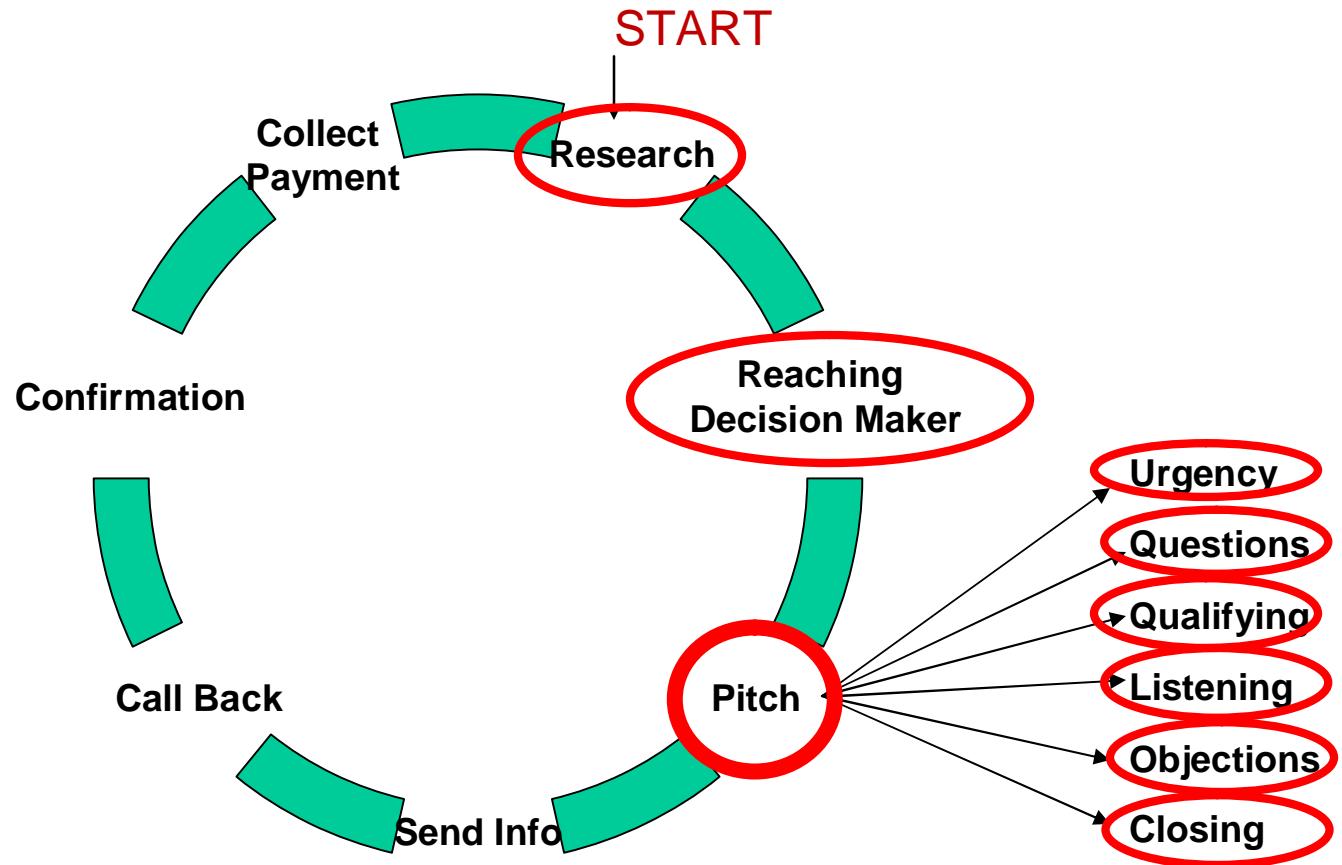 START
Research
Reaching
Decision Maker
Pitch
Urgency
Questions
Qualifying
Listening
Objections
Closing
Send Info
Call Back
Confirmation
Collect
Payment